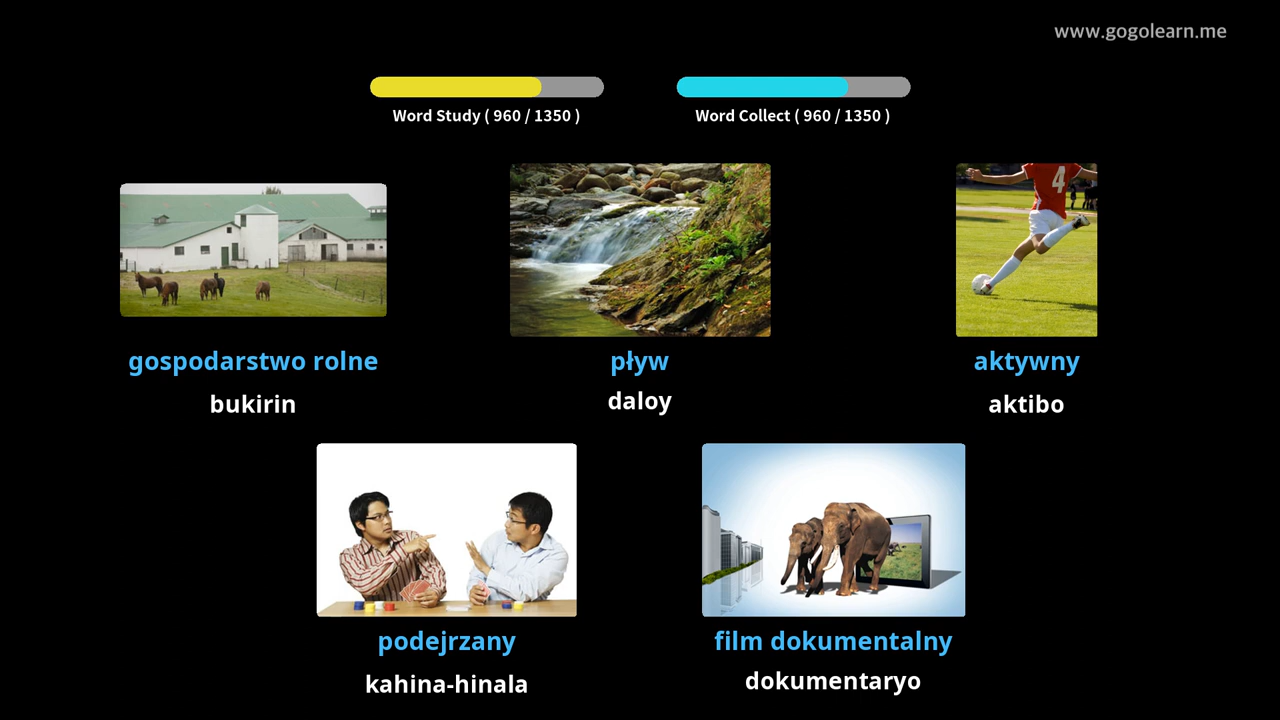 www.gogolearn.me
Word Study ( 960 / 1350 )
Word Collect ( 960 / 1350 )
4
gospodarstwo rolne
bukirin
pływ
daloy
aktywny
aktibo
podejrzany
kahina-hinala
film dokumentalny
dokumentaryo